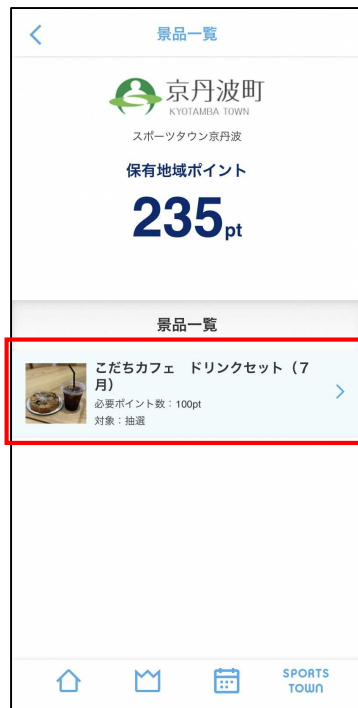 景品一覧
京丹波町
KYOTAMBA TOWN
スポーツタウン京丹波
保有地域ポイント
235pt
景品一覧
こだちカフェ　ドリンクセット（７
月）
必要ポイント数：100pt
対象：抽選
SPORTS
TOWN